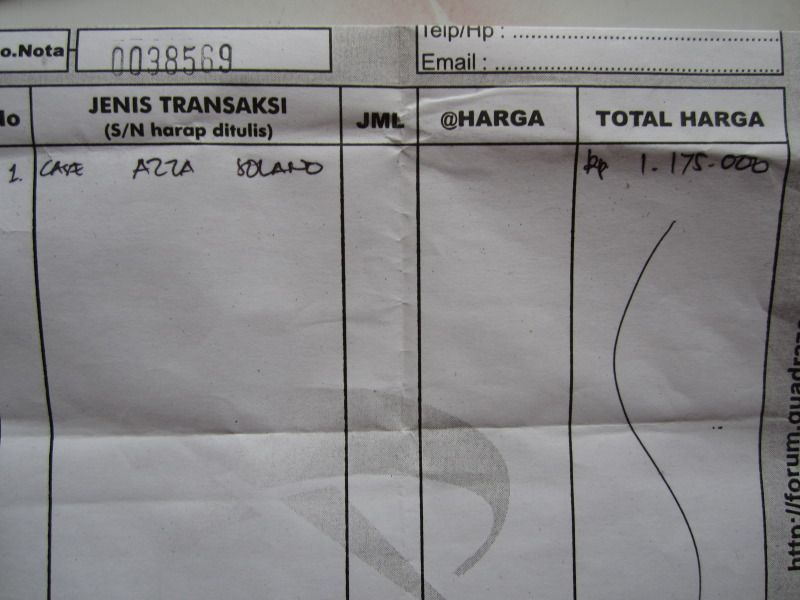 Telp/Hp : ........................................
o.Nota 0038569
Email : ........................................
No JENIS TRANSAKSI JML @HARGA TOTAL HARGA
(S/N harap ditulis)
1. CASE AZZA SOLANO Rp 1.175.000
http://forum.quadra